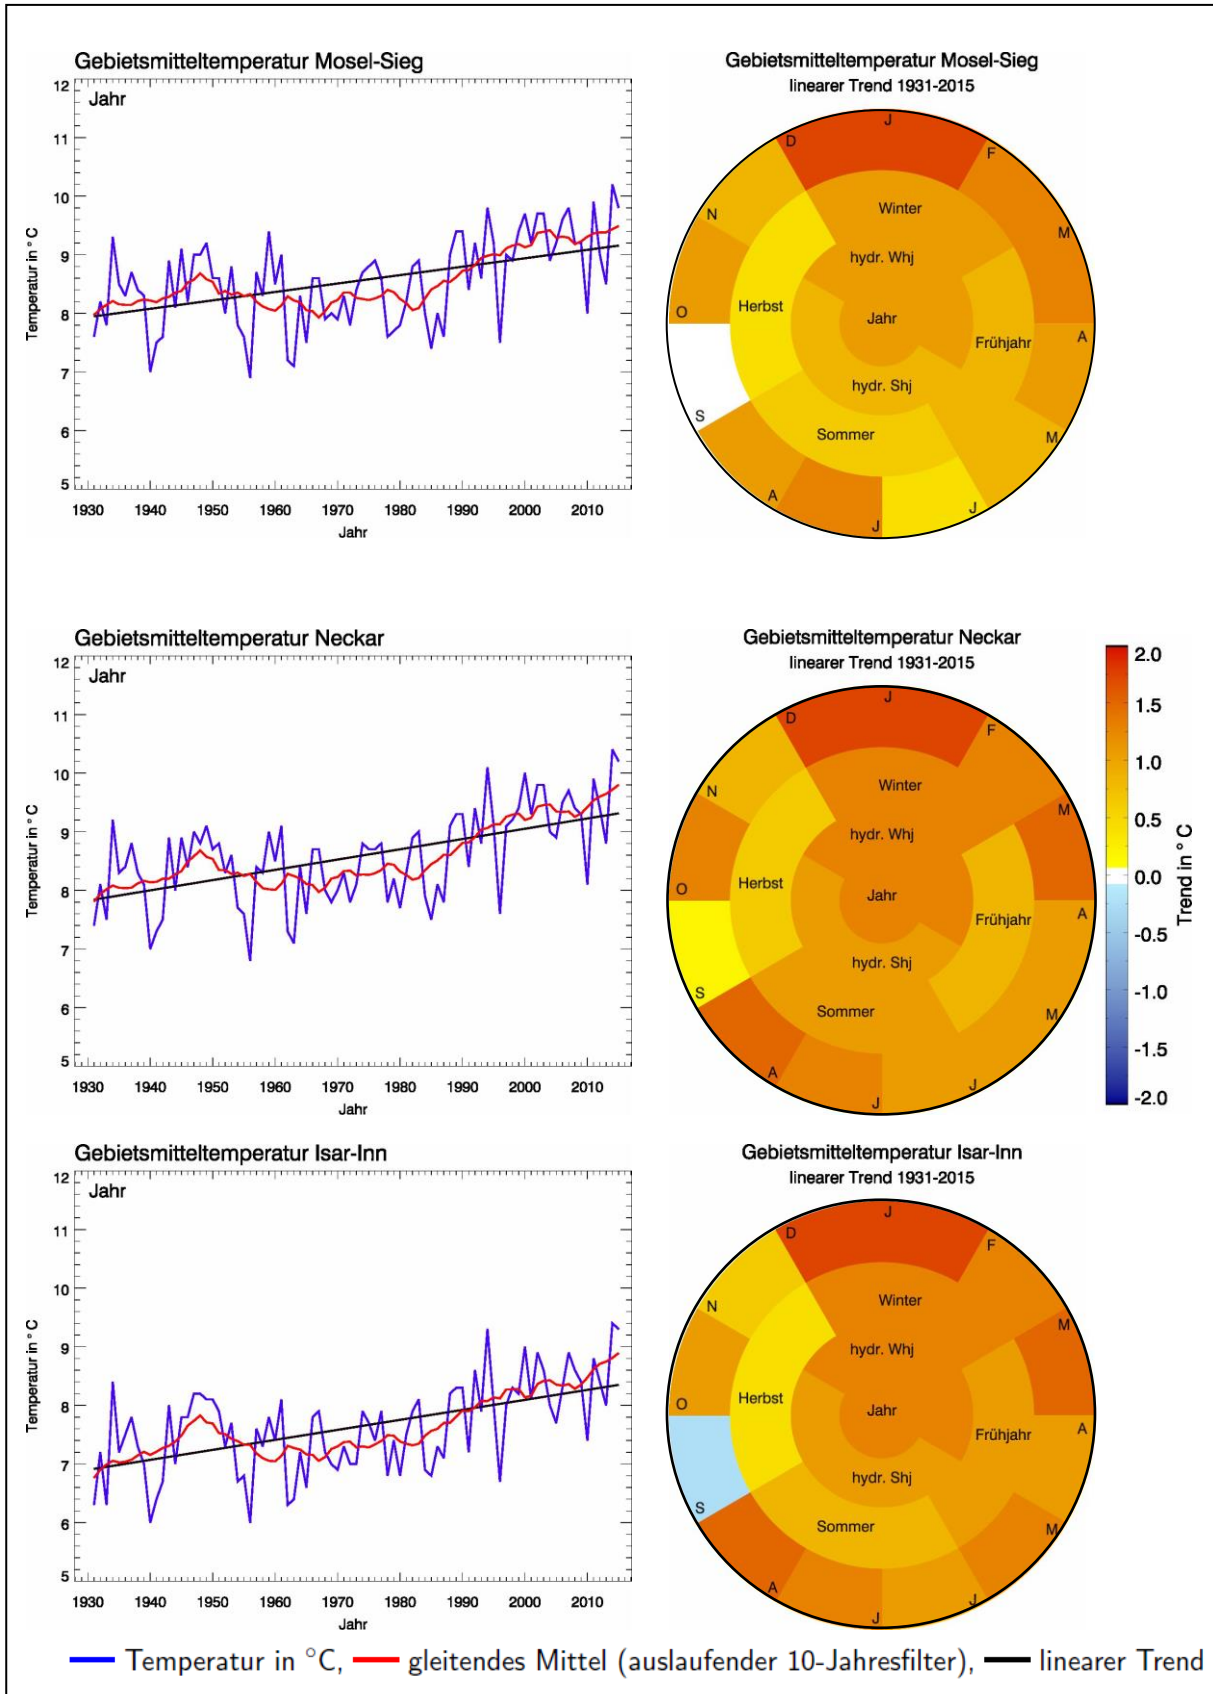 Gebietsmitteltemperatur Mosel-Sieg
12
Jahr
11
10
9
8
7
6
5
Temperatur in ° C
1930 1940 1950 1960 1970 1980 1990 2000 2010
Jahr
Gebietsmitteltemperatur Mosel-Sieg
linearer Trend 1931-2015
J
D
F
N
M
Winter
hydr. Whj
Herbst
O
Jahr
Frühjahr
A
hydr. Shj
S
Sommer
M
A
J
J
Gebietsmitteltemperatur Neckar
12
Jahr
11
10
9
8
7
6
5
Temperatur in ° C
1930 1940 1950 1960 1970 1980 1990 2000 2010
Jahr
Gebietsmitteltemperatur Neckar
linearer Trend 1931-2015
J
D
F
N
M
Winter
hydr. Whj
Herbst
O
Jahr
Frühjahr
A
hydr. Shj
S
Sommer
M
A
J
J
2.0
1.5
1.0
0.5
0.0
-0.5
-1.0
-1.5
-2.0
Trend in ° C
Gebietsmitteltemperatur Isar-Inn
12
Jahr
11
10
9
8
7
6
5
Temperatur in ° C
1930 1940 1950 1960 1970 1980 1990 2000 2010
Jahr
Gebietsmitteltemperatur Isar-Inn
linearer Trend 1931-2015
J
D
F
N
M
Winter
hydr. Whj
Herbst
O
Jahr
Frühjahr
A
hydr. Shj
S
Sommer
M
A
J
J
Temperatur in °C, gleitendes Mittel (auslaufender 10-Jahresfilter), linearer Trend